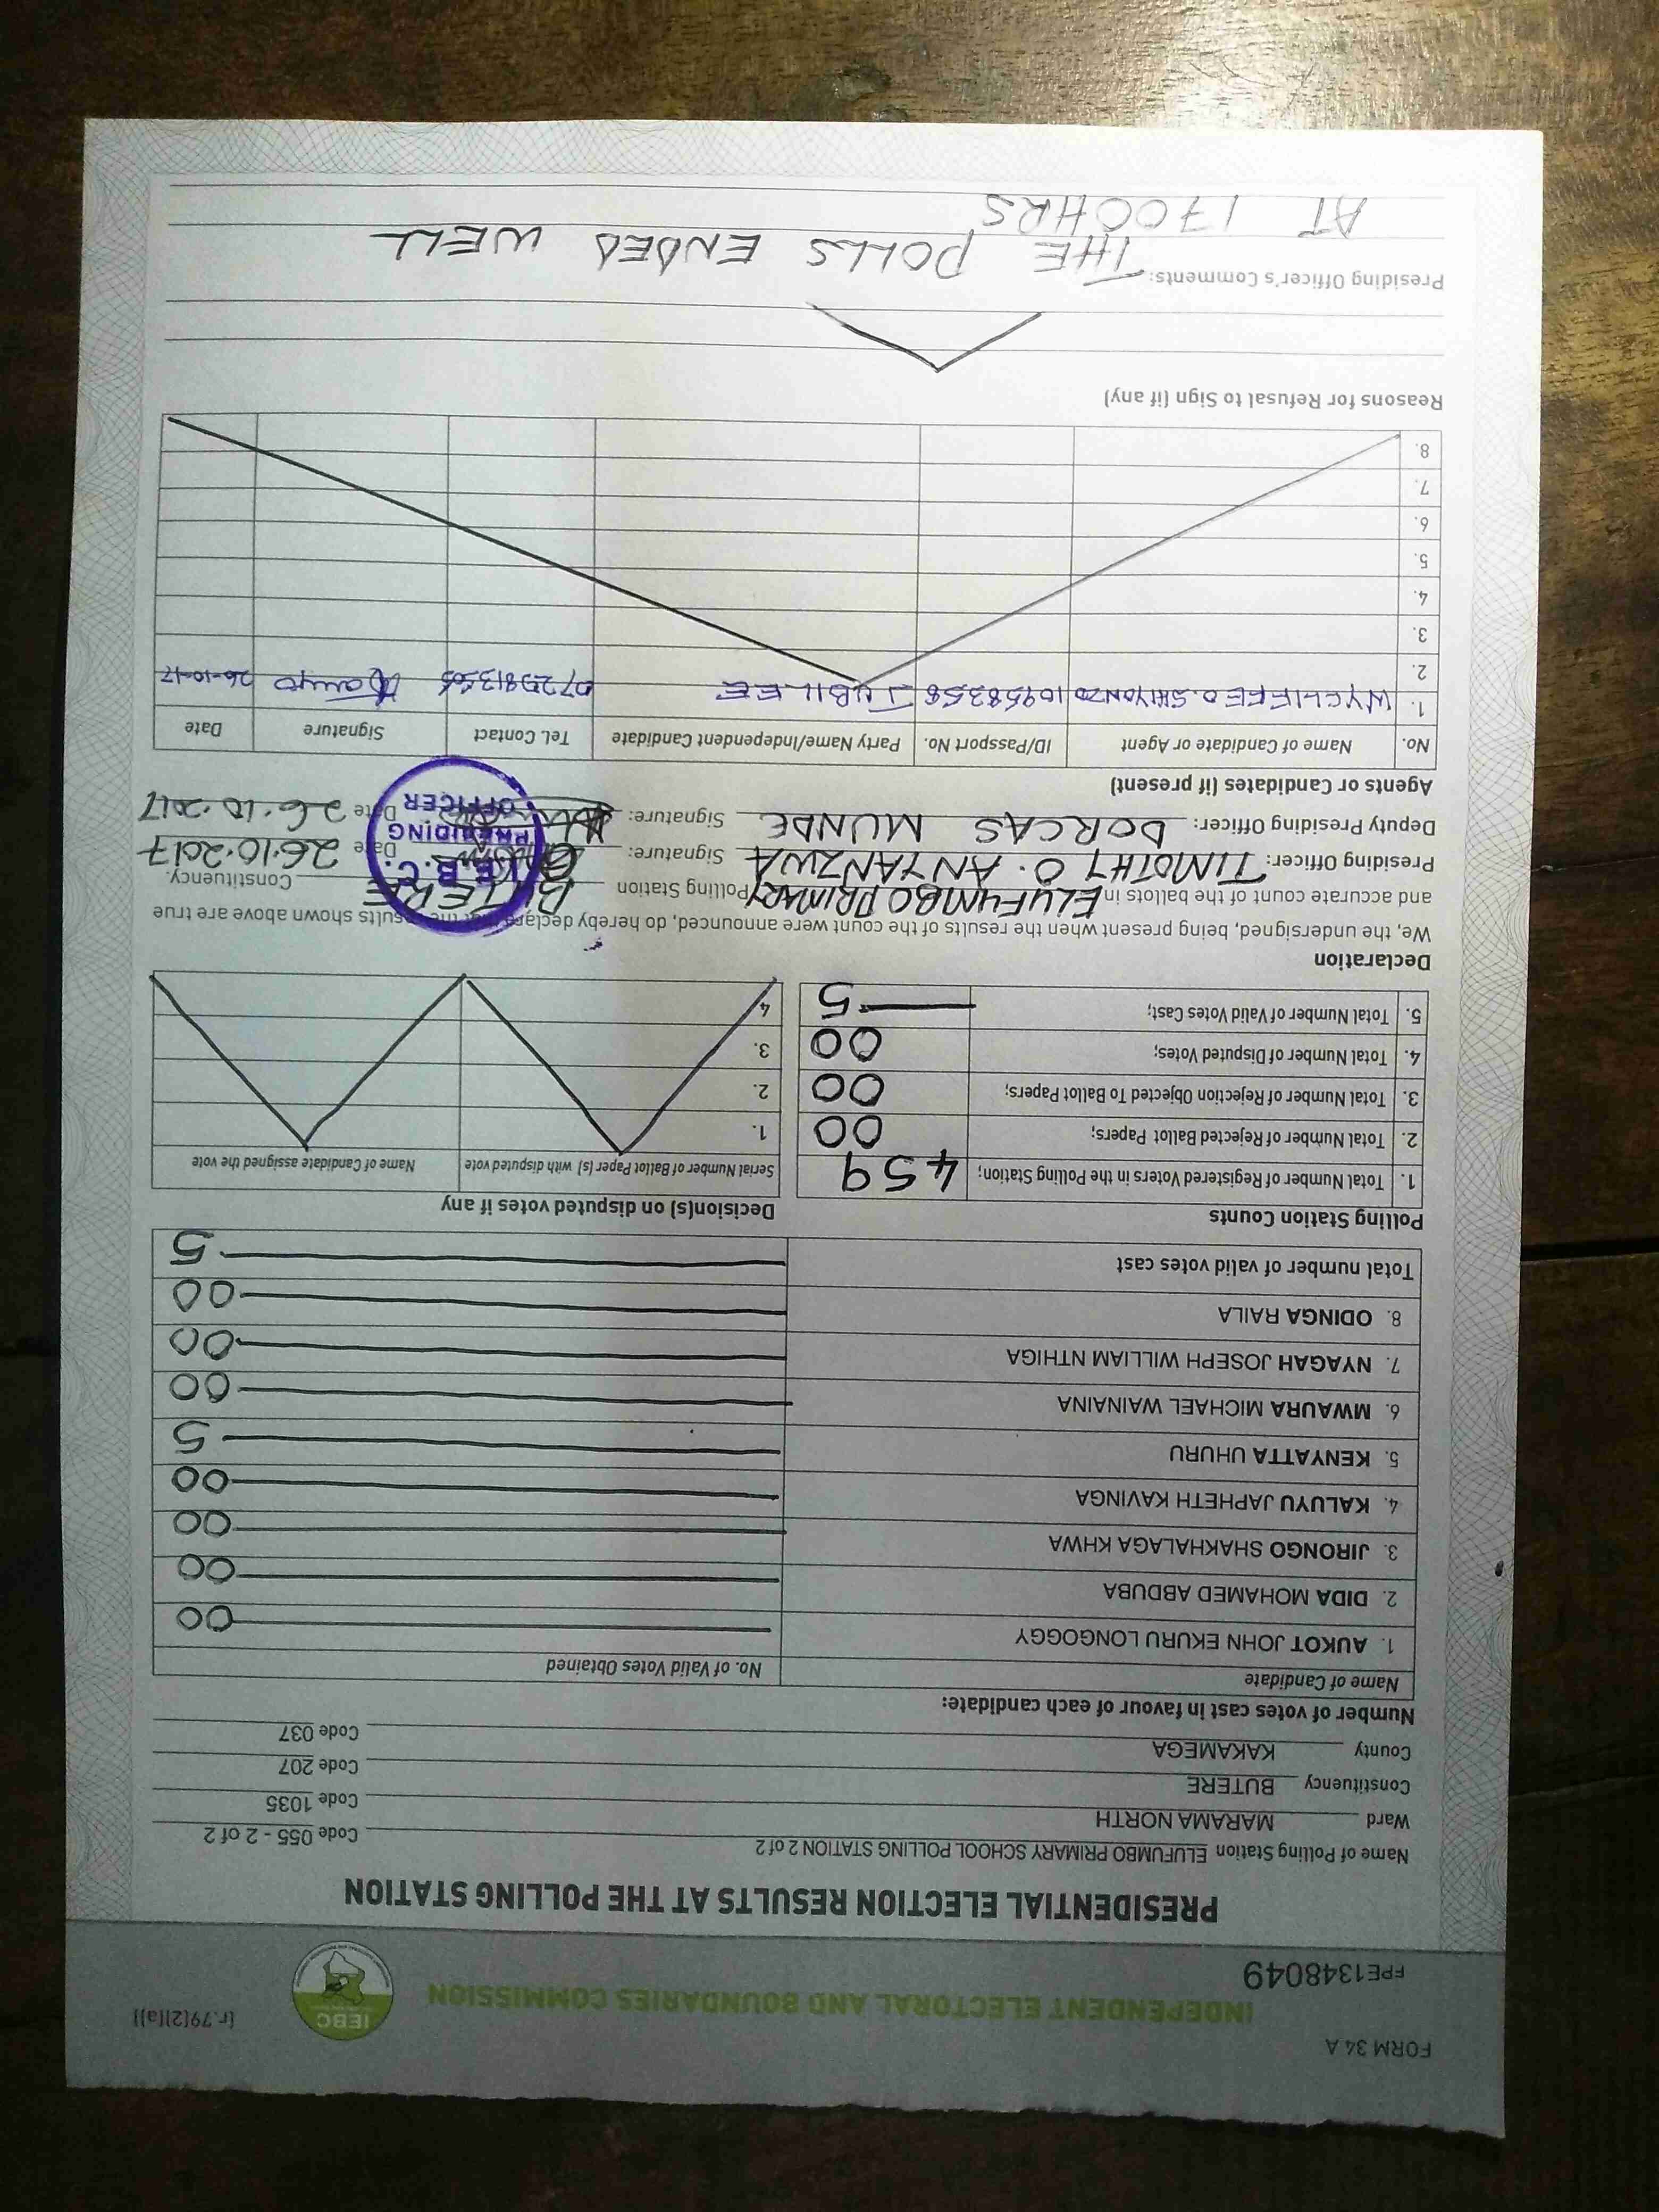 FORM 34 A
(r.79(2)(a))
INDEPENDENT ELECTORAL AND BOUNDARIES COMMISSION
IEBC
FPE1348049
PRESIDENTIAL ELECTION RESULTS AT THE POLLING STATION
Name of Polling Station ELUFUMBO PRIMARY SCHOOL POLLING STATION 2 of 2 Code 055 - 2 of 2
Ward MARAMA NORTH Code 1035
Constituency BUTERE Code 207
County KAKAMEGA Code 037
Number of votes cast in favour of each candidate:
Name of Candidate No. of Valid Votes Obtained
1. AUKOT JOHN EKURU LONGOGGY 00
2. DIDA MOHAMED ABDUBA 00
3. JIRONGO SHAKHALAGA KHWA 00
4. KALUYU JAPHETH KAVINGA 00
5. KENYATTA UHURU 5
6. MWAURA MICHAEL WAINAINA 00
7. NYAGAH JOSEPH WILLIAM NTHIGA 00
8. ODINGA RAILA 00
Total number of valid votes cast 5
Polling Station Counts
1. Total Number of Registered Voters in the Polling Station; 459
2. Total Number of Rejected Ballot Papers; 00
3. Total Number of Rejection Objected To Ballot Papers; 00
4. Total Number of Disputed Votes; 00
5. Total Number of Valid Votes Cast; 5
Decision(s) on disputed votes if any
Serial Number of Ballot Paper (s) with disputed vote Name of Candidate assigned the vote
1.
2.
3.
4
Declaration
We, the undersigned, being present when the results of the count were announced, do hereby declare that the results shown above are true
and accurate count of the ballots in ELUFUMBO PRIMARY Polling Station BUTERE Constituency.
Presiding Officer: TIMOTHY O. ANYANZWA Signature: Date 26.10.2017
Deputy Presiding Officer: DORCAS MUNDE Signature: Date 26.10.2017
I.E.B.C.
PRESIDING
OFFICER
Agents or Candidates (if present)
No. Name of Candidate or Agent ID/Passport No. Party Name/Independent Candidate Tel. Contact Signature Date
1. WYCLIFFE O. SHIYONZO 10958358 JUBILEE 26-10-17
2.
3.
4.
5.
6.
7.
8.
Reasons for Refusal to Sign (if any)
Presiding Officer's Comments: THE POLLS ENDED WELL
AT 1700HRS